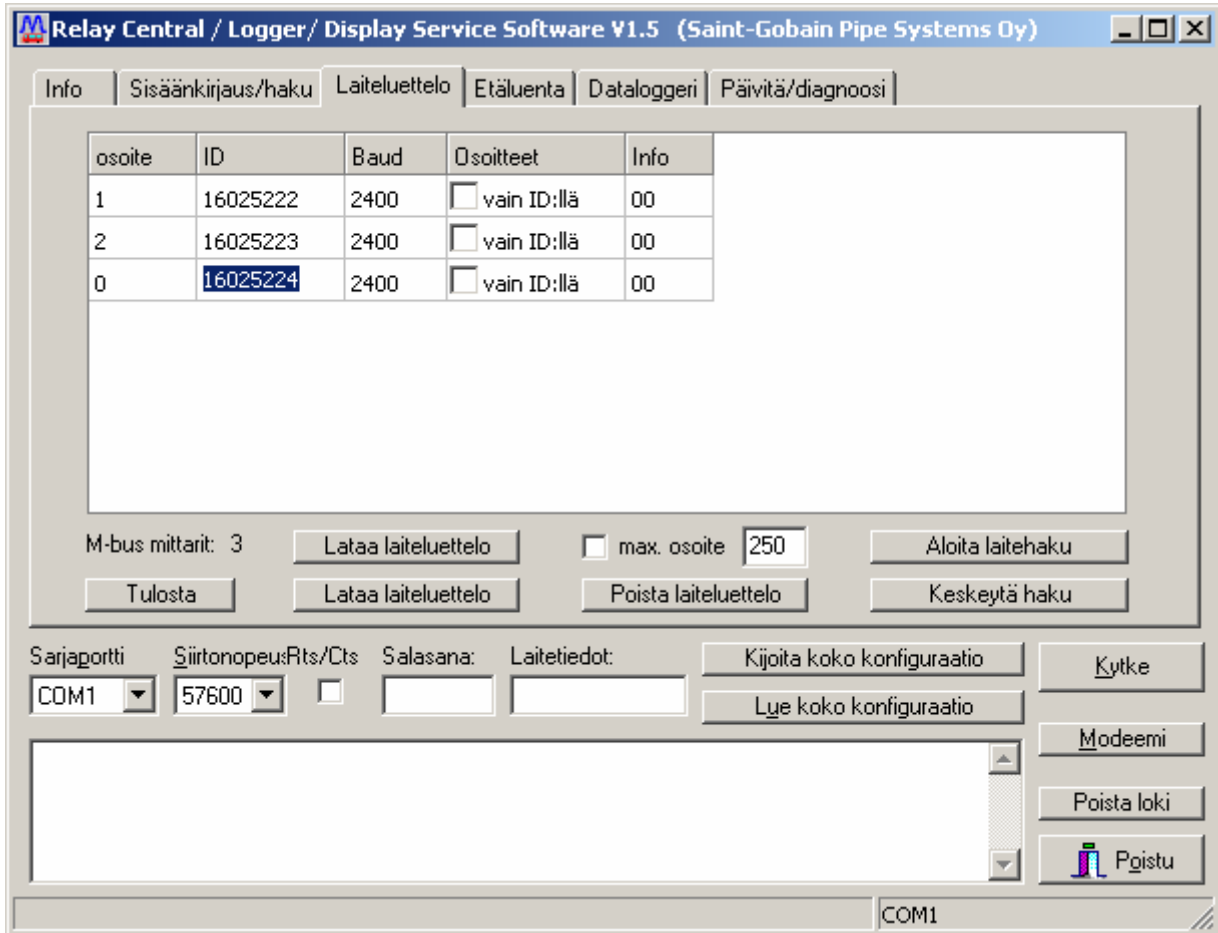 Relay Central / Logger/ Display Service Software V1.5 (Saint-Gobain Pipe Systems Oy)
Info Sisäänkirjaus/haku Laiteluettelo Etäluenta Dataloggeri Päivitä/diagnoosi
osoite ID Baud Osoitteet Info
1 16025222 2400 vain ID:llä 00
2 16025223 2400 vain ID:llä 00
0 16025224 2400 vain ID:llä 00
M-bus mittarit: 3 Lataa laiteluettelo max. osoite 250 Aloita laitehaku
Tulosta Lataa laiteluettelo Poista laiteluettelo Keskeytä haku
Sarjaportti Siirtonopeus Rts/Cts Salasana: Laitetiedot: Kijoita koko konfiguraatio Kytke
COM1 57600 Lue koko konfiguraatio
Modeemi
Poista loki
Poistu
COM1